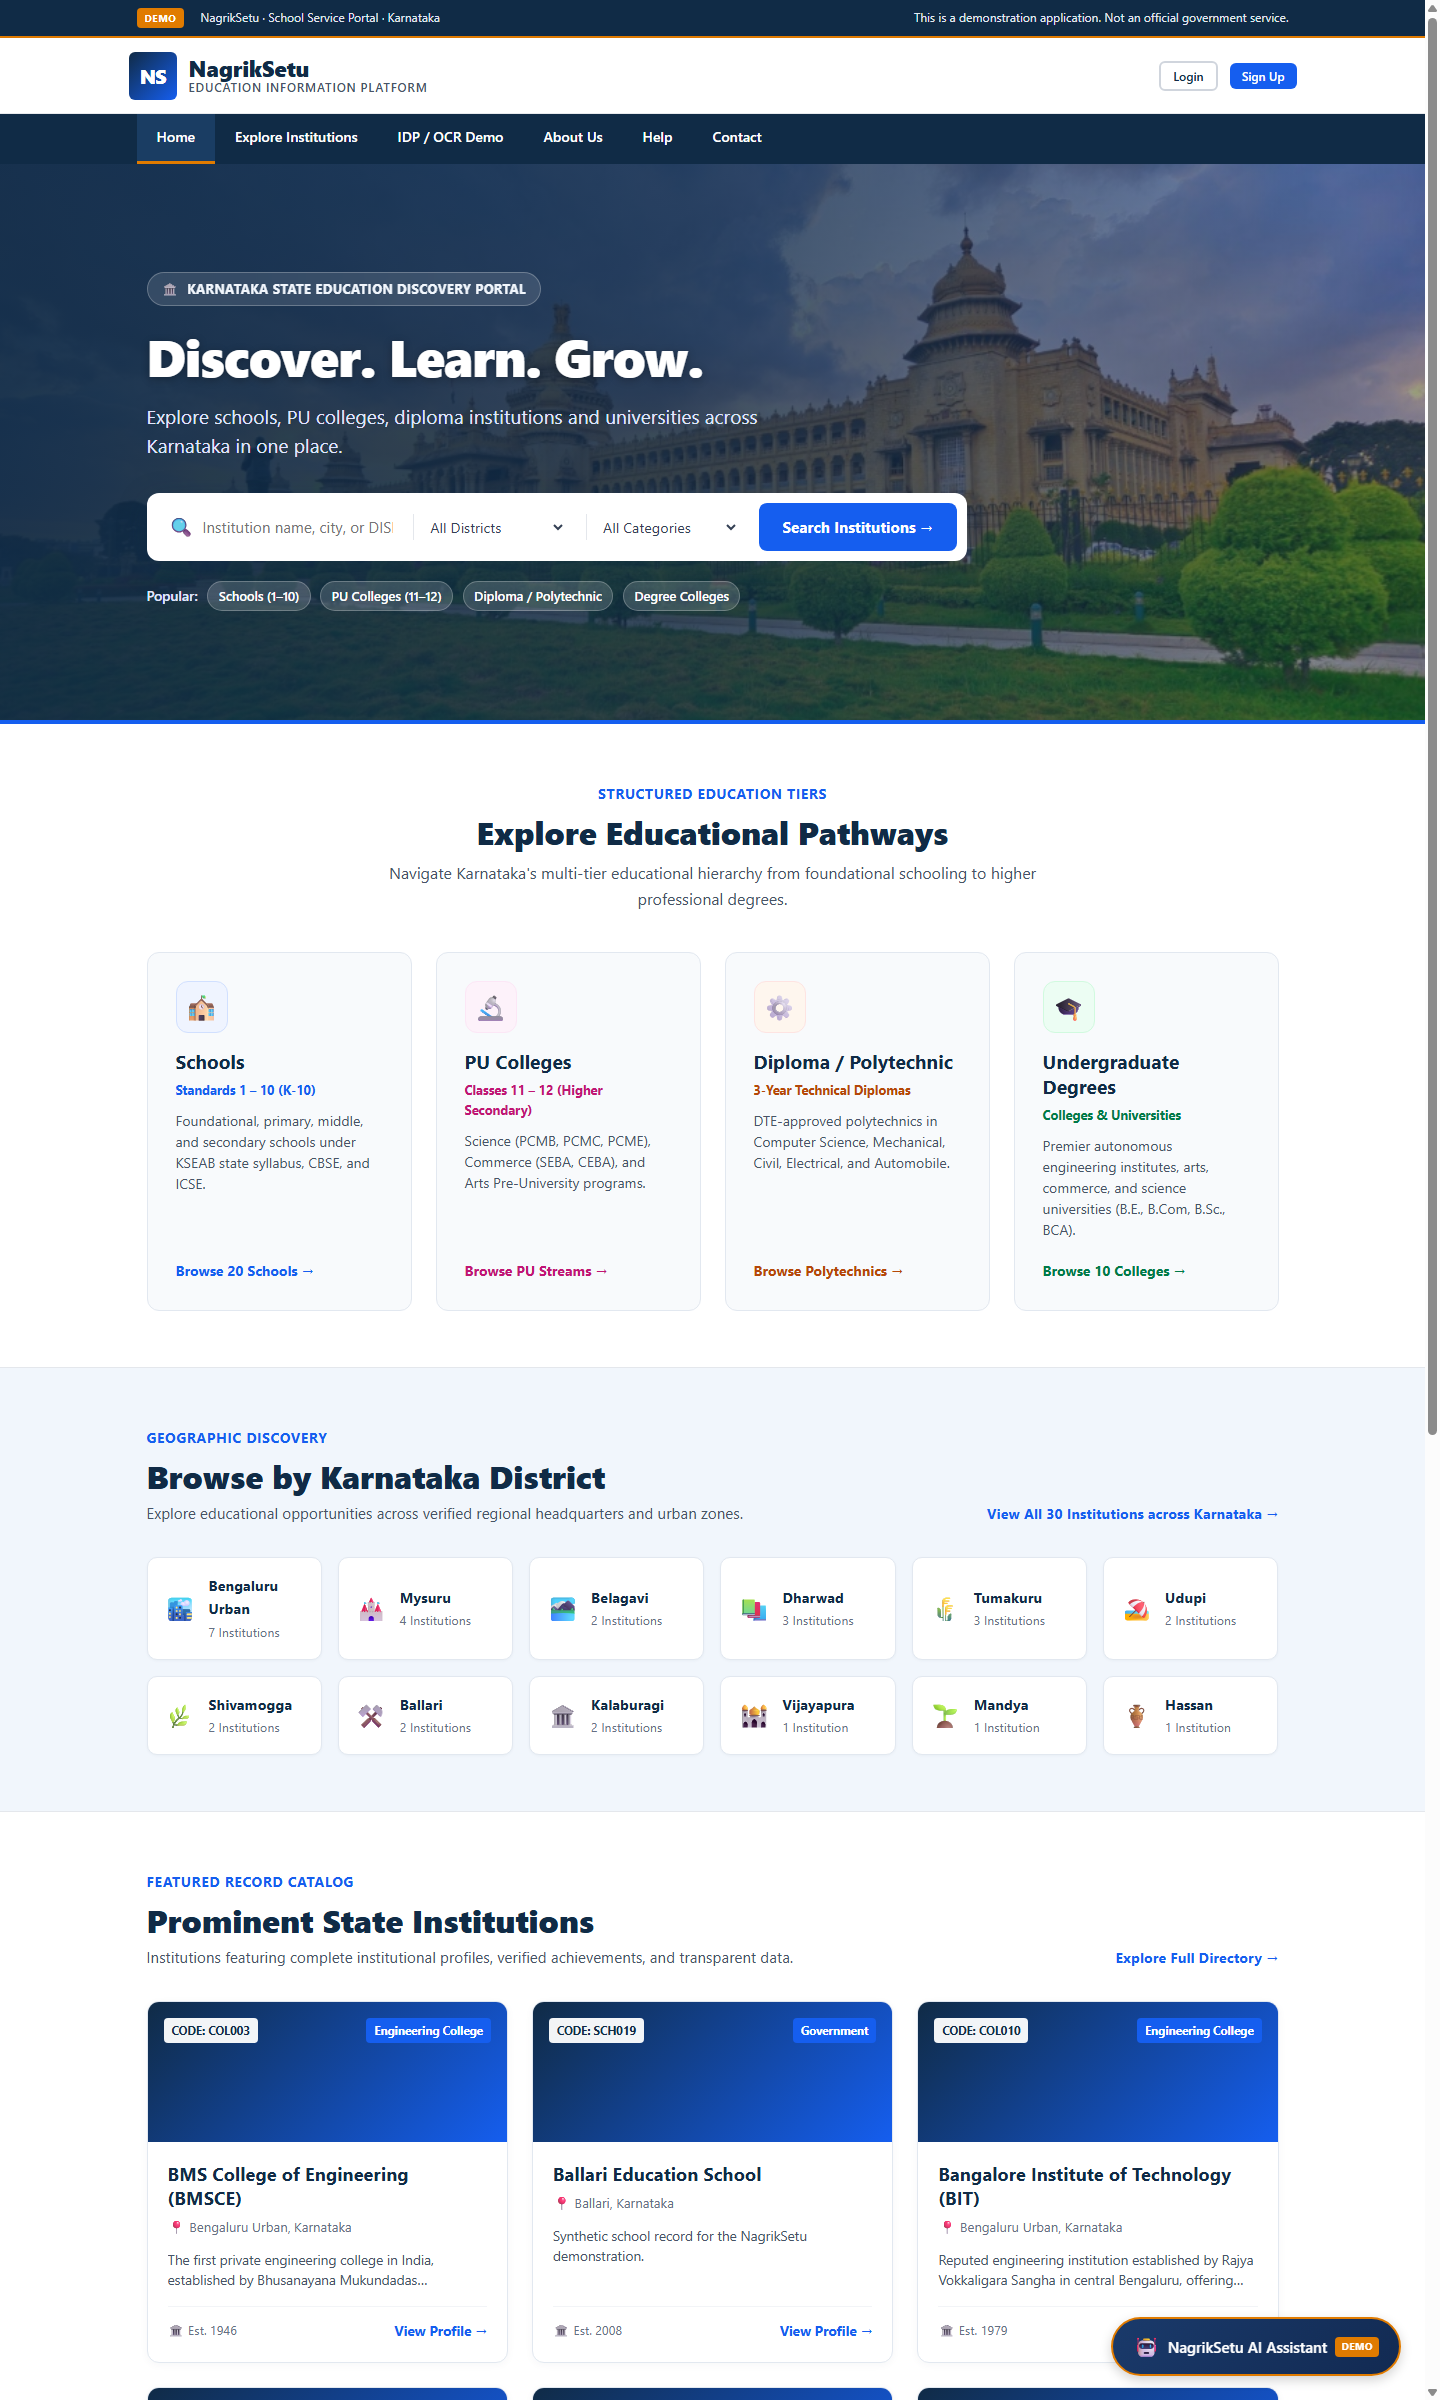 DEMO NagrikSetu · School Service Portal · Karnataka
This is a demonstration application. Not an official government service.
NS
NagrikSetu
EDUCATION INFORMATION PLATFORM
Login
Sign Up
Home
Explore Institutions
IDP / OCR Demo
About Us
Help
Contact
KARNATAKA STATE EDUCATION DISCOVERY PORTAL
Discover. Learn. Grow.
Explore schools, PU colleges, diploma institutions and universities across
Karnataka in one place.
Institution name, city, or DISI
All Districts
All Categories
Search Institutions →
Popular:
Schools (1–10)
PU Colleges (11–12)
Diploma / Polytechnic
Degree Colleges
STRUCTURED EDUCATION TIERS
Explore Educational Pathways
Navigate Karnataka's multi-tier educational hierarchy from foundational schooling to higher
professional degrees.
Schools
Standards 1 – 10 (K-10)
Foundational, primary, middle,
and secondary schools under
KSEAB state syllabus, CBSE, and
ICSE.
Browse 20 Schools →
PU Colleges
Classes 11 – 12 (Higher
Secondary)
Science (PCMB, PCMC, PCME),
Commerce (SEBA, CEBA), and
Arts Pre-University programs.
Browse PU Streams →
Diploma / Polytechnic
3-Year Technical Diplomas
DTE-approved polytechnics in
Computer Science, Mechanical,
Civil, Electrical, and Automobile.
Browse Polytechnics →
Undergraduate
Degrees
Colleges & Universities
Premier autonomous
engineering institutes, arts,
commerce, and science
universities (B.E., B.Com, B.Sc.,
BCA).
Browse 10 Colleges →
GEOGRAPHIC DISCOVERY
Browse by Karnataka District
Explore educational opportunities across verified regional headquarters and urban zones.
View All 30 Institutions across Karnataka →
Bengaluru
Urban
7 Institutions
Mysuru
4 Institutions
Belagavi
2 Institutions
Dharwad
3 Institutions
Tumakuru
3 Institutions
Udupi
2 Institutions
Shivamogga
2 Institutions
Ballari
2 Institutions
Kalaburagi
2 Institutions
Vijayapura
1 Institution
Mandya
1 Institution
Hassan
1 Institution
FEATURED RECORD CATALOG
Prominent State Institutions
Institutions featuring complete institutional profiles, verified achievements, and transparent data.
Explore Full Directory →
CODE: COL003
Engineering College
BMS College of Engineering
(BMSCE)
Bengaluru Urban, Karnataka
The first private engineering college in India,
established by Bhusanayana Mukundadas...
Est. 1946
View Profile →
CODE: SCH019
Government
Ballari Education School
Ballari, Karnataka
Synthetic school record for the NagrikSetu
demonstration.
Est. 2008
View Profile →
CODE: COL010
Engineering College
Bangalore Institute of Technology
(BIT)
Bengaluru Urban, Karnataka
Reputed engineering institution established by Rajya
Vokkaligara Sangha in central Bengaluru, offering...
Est. 1979
NagrikSetu AI Assistant DEMO